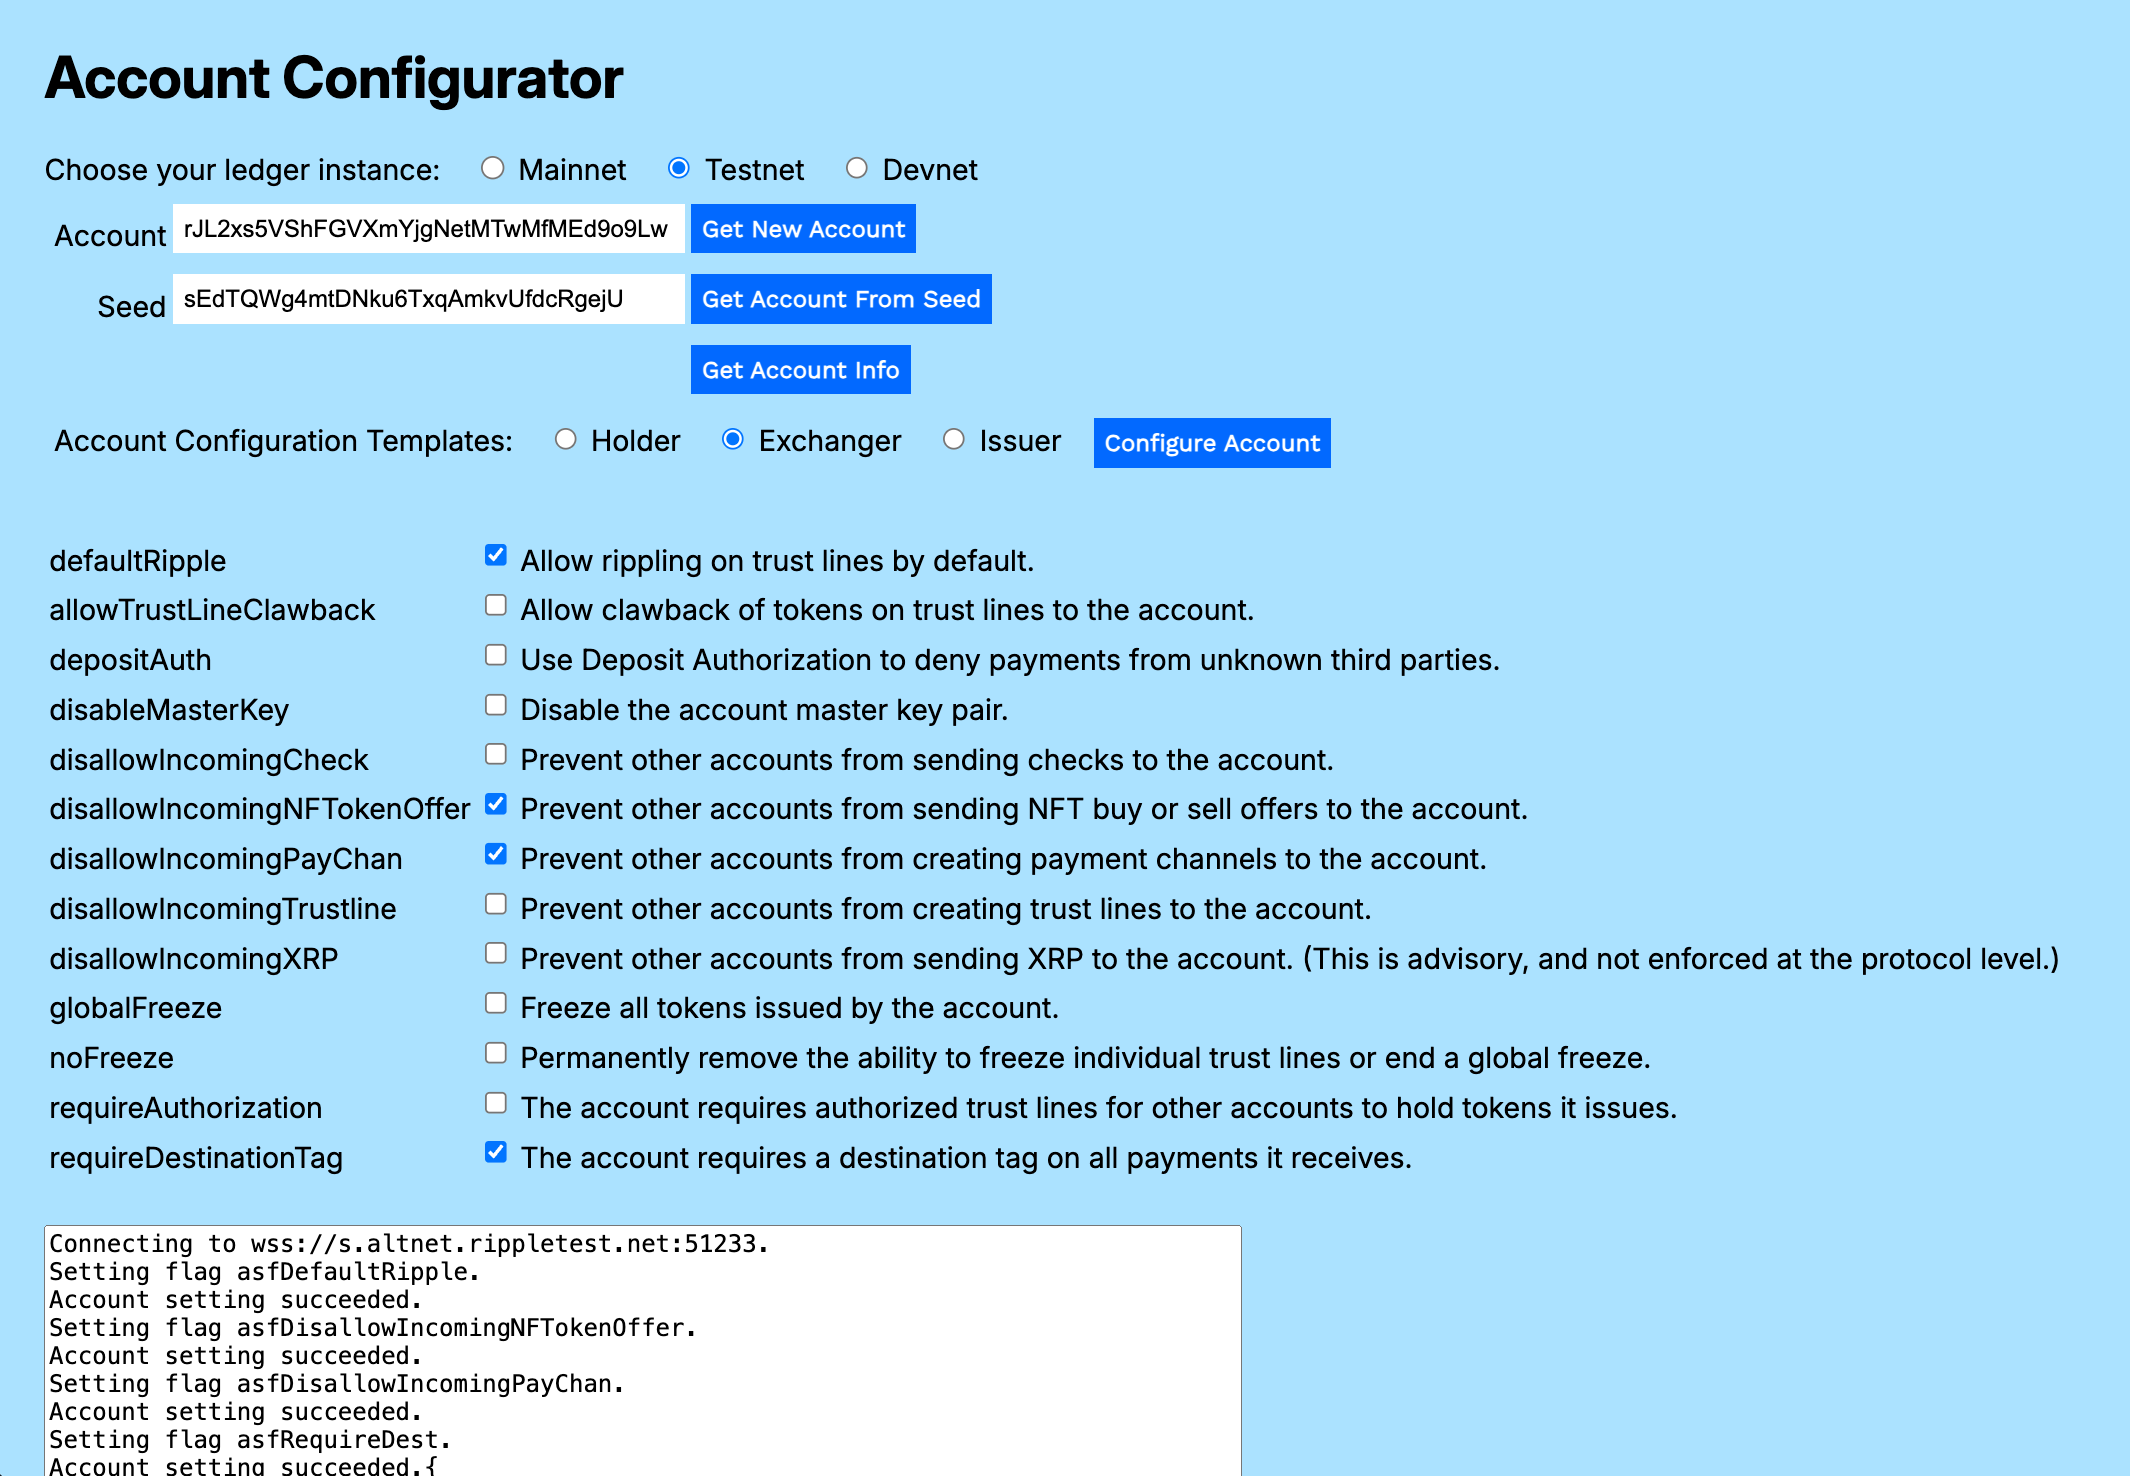 Account Configurator
Choose your ledger instance: Mainnet Testnet Devnet
Account rJL2xs5VShFGVXmYjgNetMTwMfMEd9o9Lw Get New Account
Seed sEdTQWg4mtDNku6TxqAmkvUfdcRgejU Get Account From Seed
Get Account Info
Account Configuration Templates: Holder Exchanger Issuer Configure Account
defaultRipple Allow rippling on trust lines by default.
allowTrustLineClawback Allow clawback of tokens on trust lines to the account.
depositAuth Use Deposit Authorization to deny payments from unknown third parties.
disableMasterKey Disable the account master key pair.
disallowIncomingCheck Prevent other accounts from sending checks to the account.
disallowIncomingNFTokenOffer Prevent other accounts from sending NFT buy or sell offers to the account.
disallowIncomingPayChan Prevent other accounts from creating payment channels to the account.
disallowIncomingTrustline Prevent other accounts from creating trust lines to the account.
disallowIncomingXRP Prevent other accounts from sending XRP to the account. (This is advisory, and not enforced at the protocol level.)
globalFreeze Freeze all tokens issued by the account.
noFreeze Permanently remove the ability to freeze individual trust lines or end a global freeze.
requireAuthorization The account requires authorized trust lines for other accounts to hold tokens it issues.
requireDestinationTag The account requires a destination tag on all payments it receives.
Connecting to wss://s.altnet.rippletest.net:51233.
Setting flag asfDefaultRipple.
Account setting succeeded.
Setting flag asfDisallowIncomingNFTokenOffer.
Account setting succeeded.
Setting flag asfDisallowIncomingPayChan.
Account setting succeeded.
Setting flag asfRequireDest.
Account setting succeeded.{